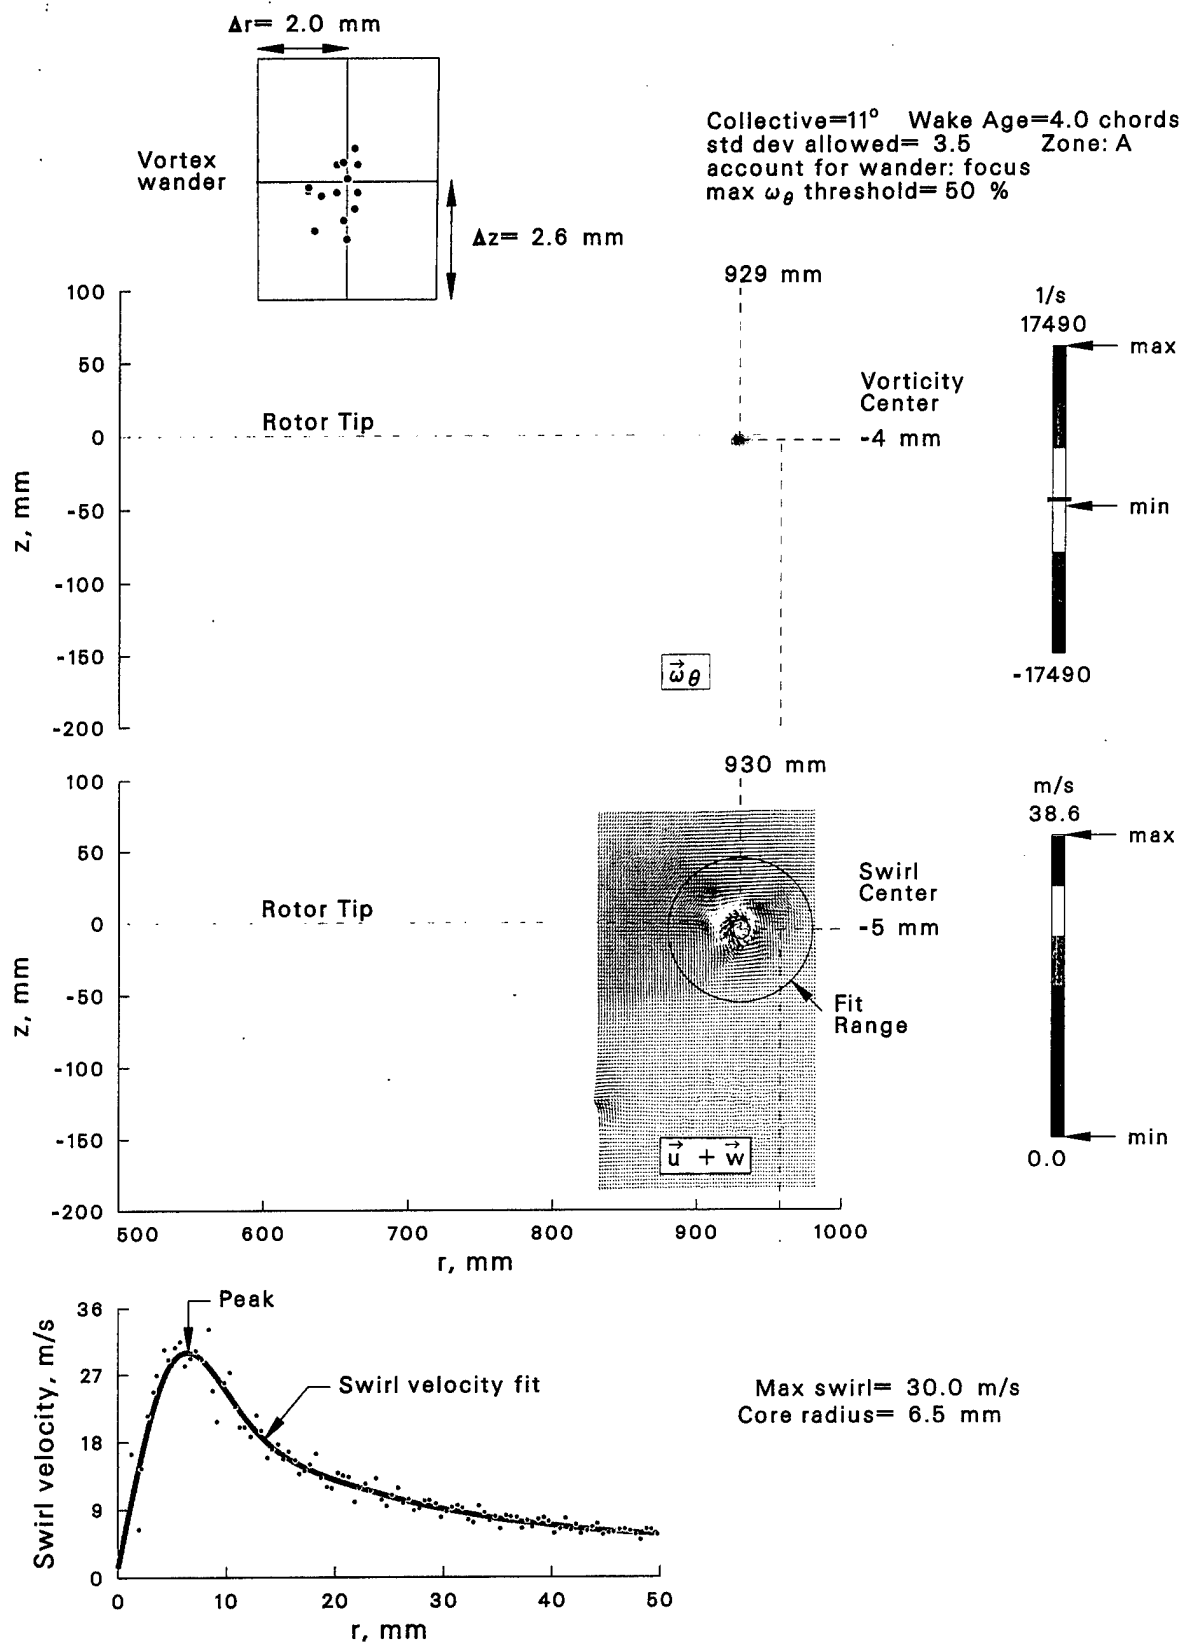 Δr= 2.0 mm
Vortex
wander
Δz= 2.6 mm
Collective=11° Wake Age=4.0 chords
std dev allowed= 3.5 Zone: A
account for wander: focus
max ωθ threshold= 50 %
929 mm
100
50
0
-50
-100
-150
-200
z, mm
Rotor Tip
Vorticity
Center
-4 mm
ω⃗θ
1/s
17490
max
min
-17490
930 mm
100
50
0
-50
-100
-150
-200
z, mm
Rotor Tip
Swirl
Center
-5 mm
Fit
Range
u⃗ + w⃗
m/s
38.6
max
min
0.0
500 600 700 800 900 1000
r, mm
36
27
18
9
0
Swirl velocity, m/s
Peak
Swirl velocity fit
Max swirl= 30.0 m/s
Core radius= 6.5 mm
0 10 20 30 40 50
r, mm